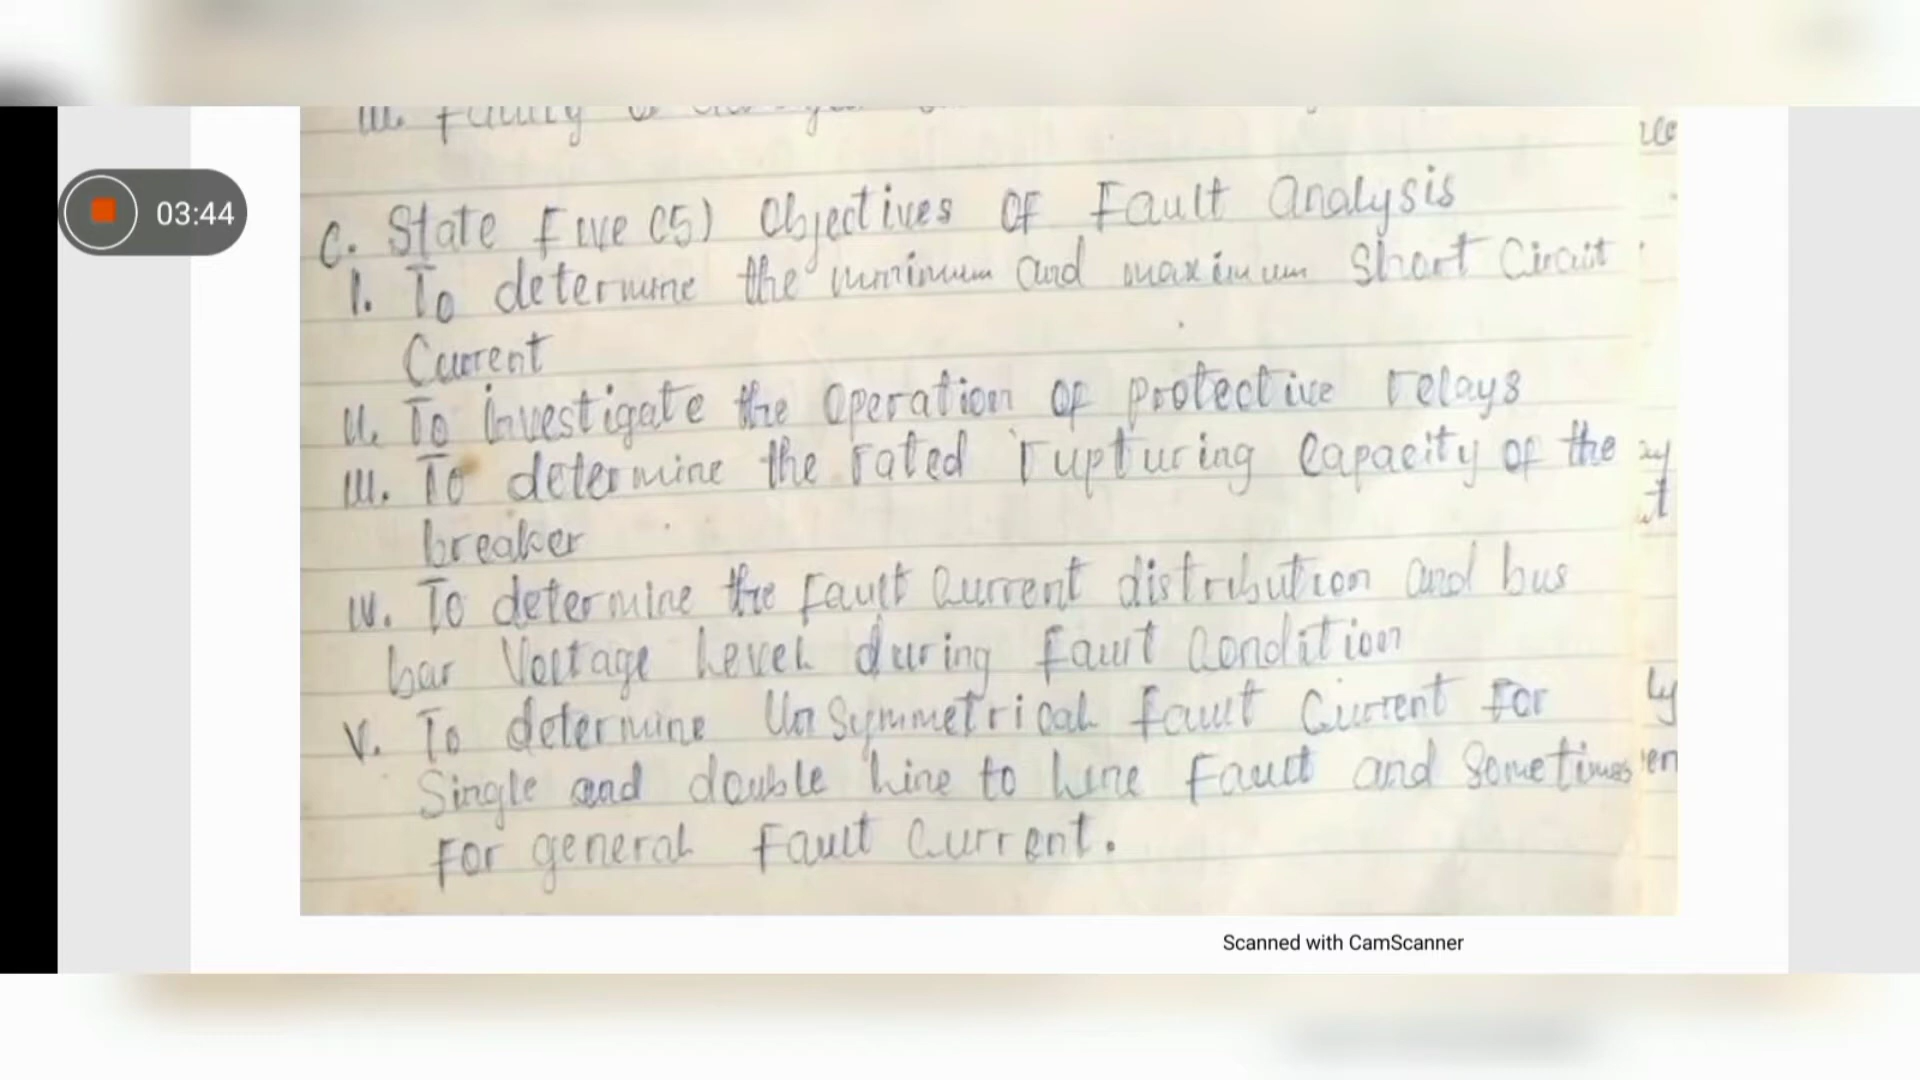 03:44
C. State Five (5) Objectives OF Fault Analysis
I. To determine the minimum and maximum Short Circuit
Current
II. To investigate the Operation of protective relays
III. To determine the rated rupturing Capacity of the
breaker
IV. To determine the Fault Current distribution and bus
bar Voltage Level during Fault Condition
V. To determine UnSymmetrical Fault Current For
Single and double Line to Line Fault and Sometimes
For general Fault Current.
Scanned with CamScanner